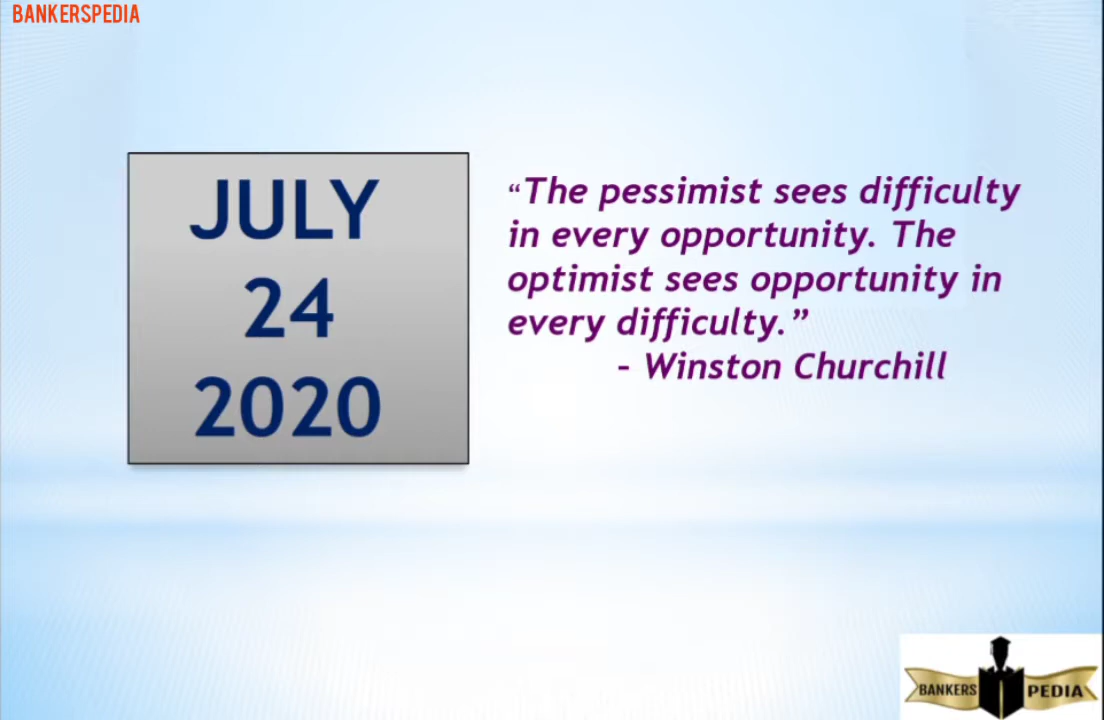 BANKERSPEDIA
JULY
24
2020
“The pessimist sees difficulty
in every opportunity. The
optimist sees opportunity in
every difficulty.”
– Winston Churchill
BANKERS PEDIA